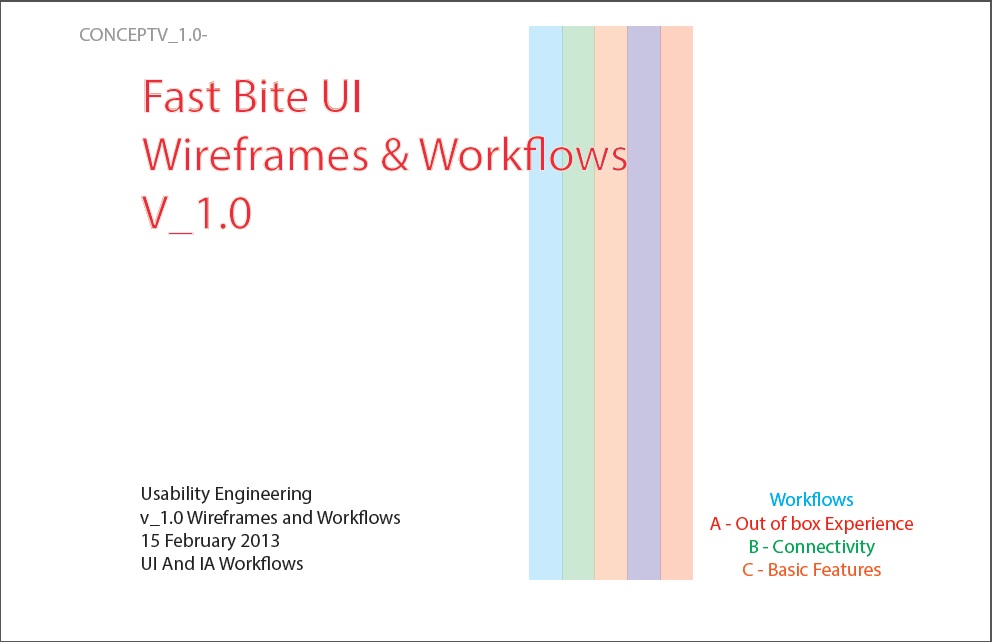 CONCEPTV_1.0-
Fast Bite UI
Wireframes & Workflows
V_1.0
Usability Engineering
v_1.0 Wireframes and Workflows
15 February 2013
UI And IA Workflows
Workflows
A - Out of box Experience
B - Connectivity
C - Basic Features